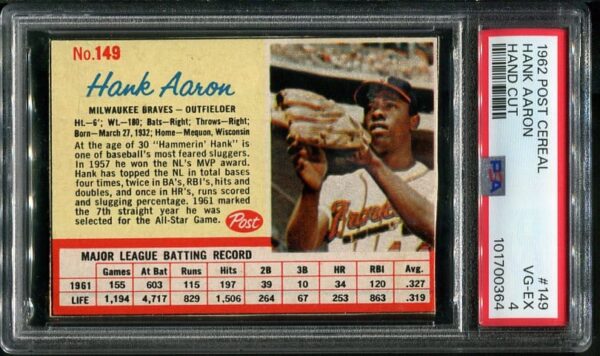 No.149
Hank Aaron
MILWAUKEE BRAVES — OUTFIELDER
HL—6'; WL—180; Bats—Right; Throws—Right;
Born—March 27, 1932; Home—Mequon, Wisconsin
At the age of 30 "Hammerin' Hank" is
one of baseball's most feared sluggers.
In 1957 he won the NL's MVP award.
Hank has topped the NL in total bases
four times, twice in BA's, RBI's, hits and
doubles, and once in HR's, runs scored
and slugging percentage. 1961 marked
the 7th straight year he was
selected for the All-Star Game.
Post
Braves
MAJOR LEAGUE BATTING RECORD
Games At Bat Runs Hits 2B 3B HR RBI Avg.
1961 155 603 115 197 39 10 34 120 .327
LIFE 1,194 4,717 829 1,506 264 67 253 863 .319
1962 POST CEREAL
HANK AARON
HAND CUT
PSA
#149
VG-EX
4
101700364